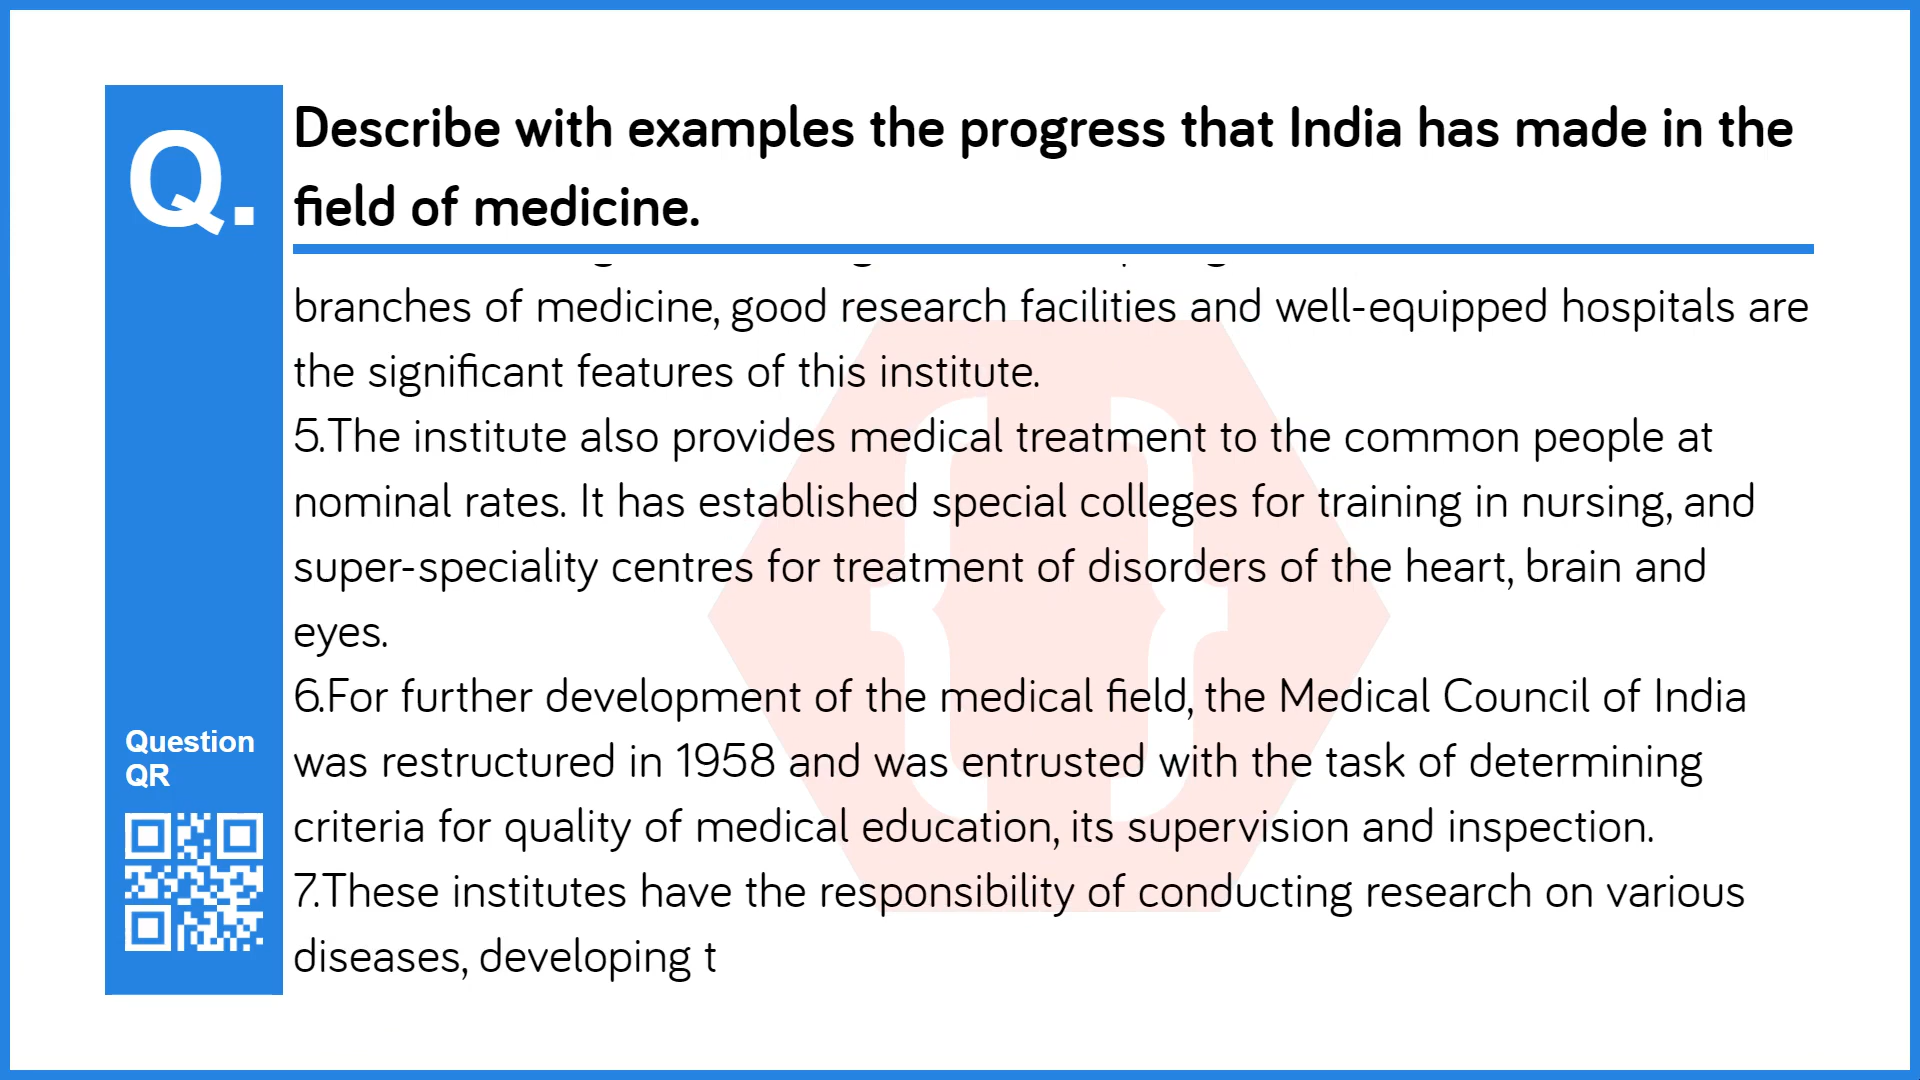 Q.
Describe with examples the progress that India has made in the
field of medicine.
branches of medicine, good research facilities and well-equipped hospitals are
the significant features of this institute.
5.The institute also provides medical treatment to the common people at
nominal rates. It has established special colleges for training in nursing, and
super-speciality centres for treatment of disorders of the heart, brain and
eyes.
6.For further development of the medical field, the Medical Council of India
was restructured in 1958 and was entrusted with the task of determining
criteria for quality of medical education, its supervision and inspection.
7.These institutes have the responsibility of conducting research on various
diseases, developing t
Question
QR